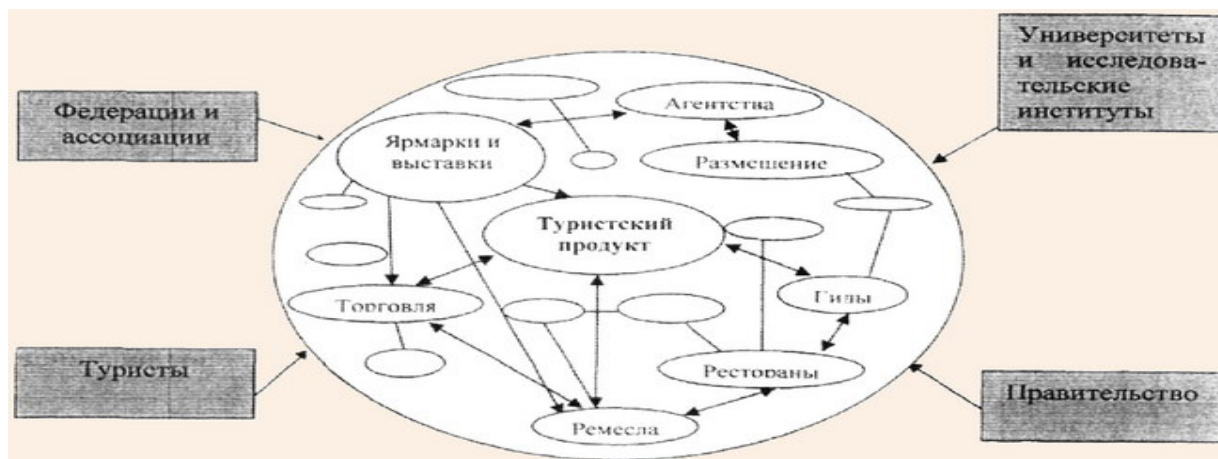 Федерации и
ассоциации
Университеты
и исследова-
тельские
институты
Агентства
Ярмарки и
выставки
Размещение
Туристский
продукт
Гиды
Торговля
Туристы
Рестораны
Правительство
Ремесла